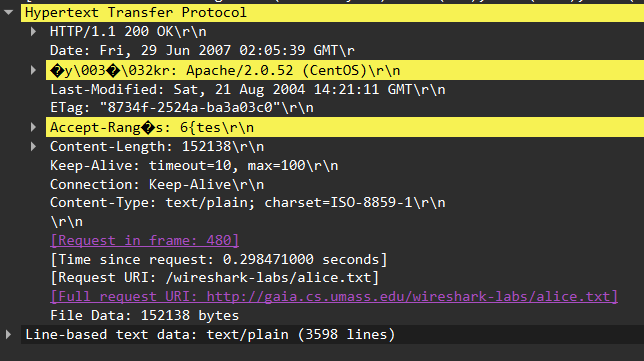 Hypertext Transfer Protocol
HTTP/1.1 200 OK\r\n
Date: Fri, 29 Jun 2007 02:05:39 GMT\r
�y\003�\032kr: Apache/2.0.52 (CentOS)\r\n
Last-Modified: Sat, 21 Aug 2004 14:21:11 GMT\r\n
ETag: "8734f-2524a-ba3a03c0"\r\n
Accept-Rang�s: 6{tes\r\n
Content-Length: 152138\r\n
Keep-Alive: timeout=10, max=100\r\n
Connection: Keep-Alive\r\n
Content-Type: text/plain; charset=ISO-8859-1\r\n
\r\n
[Request in frame: 480]
[Time since request: 0.298471000 seconds]
[Request URI: /wireshark-labs/alice.txt]
[Full request URI: http://gaia.cs.umass.edu/wireshark-labs/alice.txt]
File Data: 152138 bytes
Line-based text data: text/plain (3598 lines)